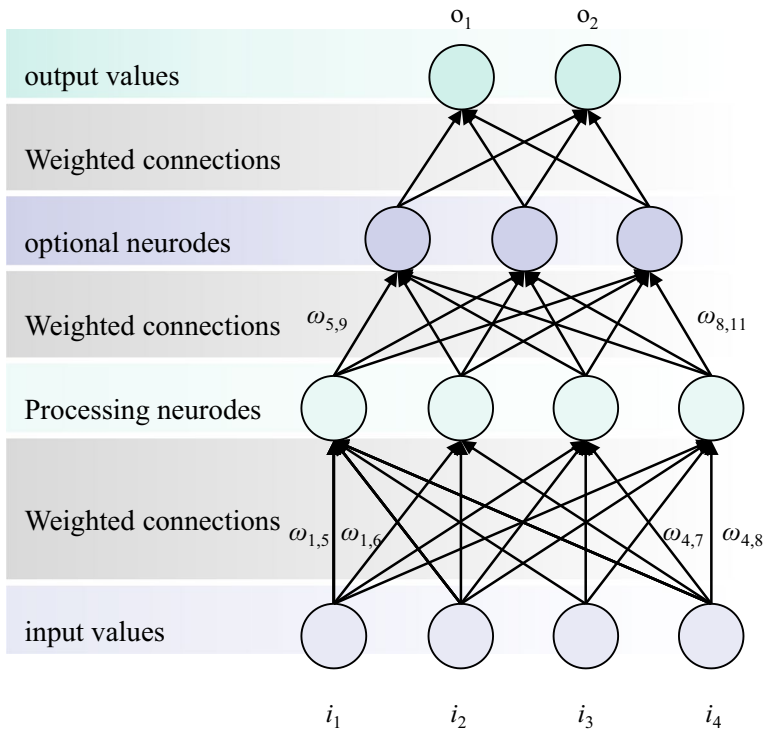 o₁ o₂
output values
Weighted connections
optional neurodes
Weighted connections ω₅,₉ ω₈,₁₁
Processing neurodes
Weighted connections ω₁,₅ ω₁,₆ ω₄,₇ ω₄,₈
input values
i₁ i₂ i₃ i₄